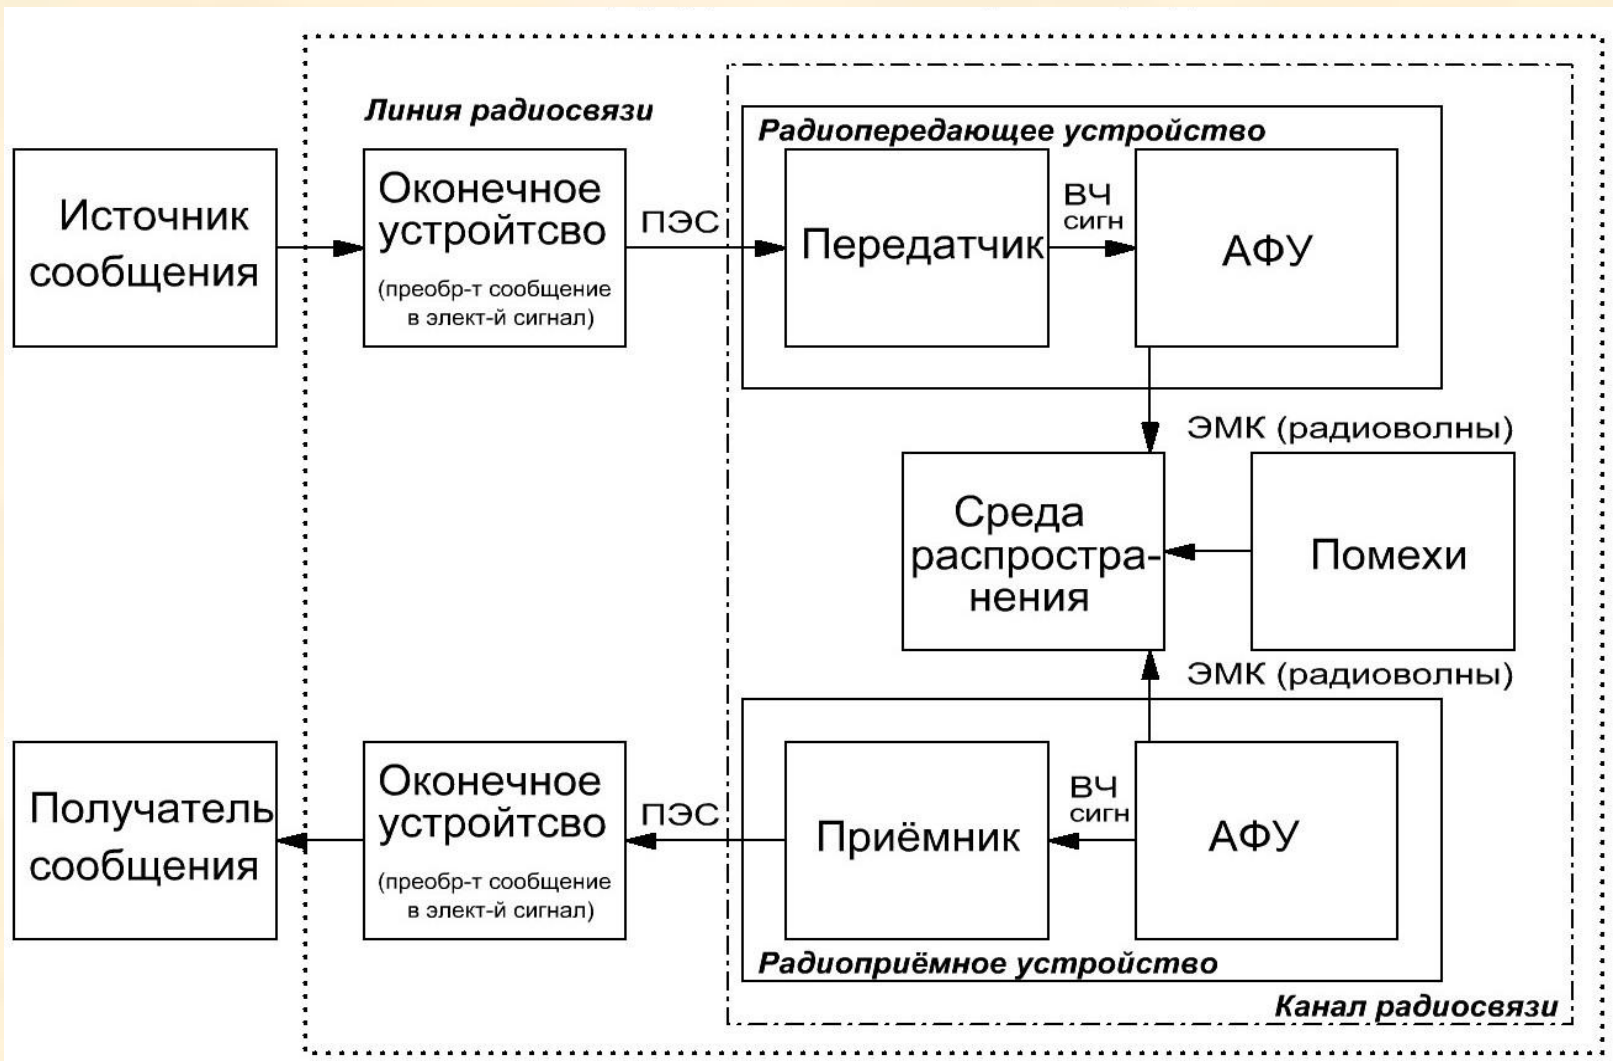 Линия радиосвязи
Радиопередающее устройство
Источник
сообщения
Оконечное
устройтсво
(преобр-т сообщение
в элект-й сигнал)
ПЭС
Передатчик
ВЧ
сигн
АФУ
ЭМК (радиоволны)
Среда
распростра-
нения
Помехи
ЭМК (радиоволны)
Получатель
сообщения
Оконечное
устройтсво
(преобр-т сообщение
в элект-й сигнал)
ПЭС
Приёмник
ВЧ
сигн
АФУ
Радиоприёмное устройство
Канал радиосвязи